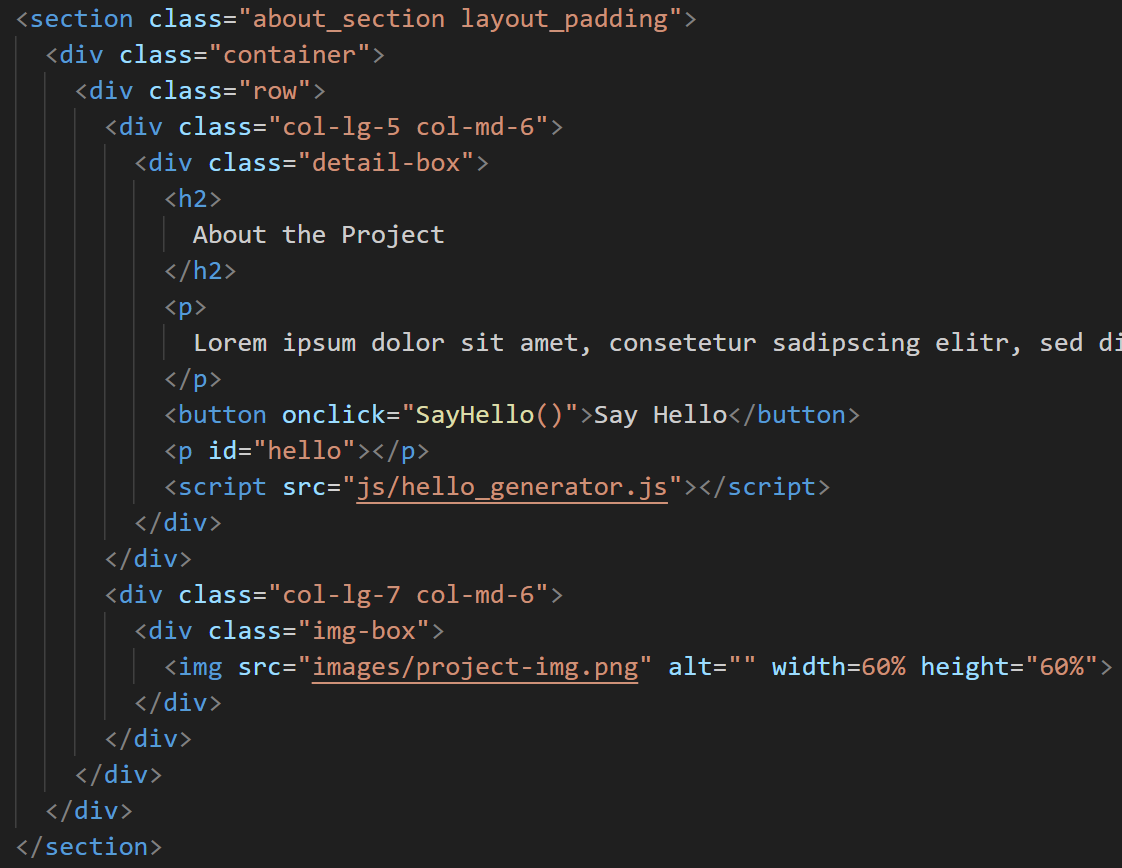 <section class="about_section layout_padding">
<div class="container">
<div class="row">
<div class="col-lg-5 col-md-6">
<div class="detail-box">
<h2>
About the Project
</h2>
<p>
Lorem ipsum dolor sit amet, consetetur sadipscing elitr, sed di
</p>
<button onclick="SayHello()">Say Hello</button>
<p id="hello"></p>
<script src="js/hello_generator.js"></script>
</div>
</div>
<div class="col-lg-7 col-md-6">
<div class="img-box">
<img src="images/project-img.png" alt="" width=60% height="60%">
</div>
</div>
</div>
</div>
</section>